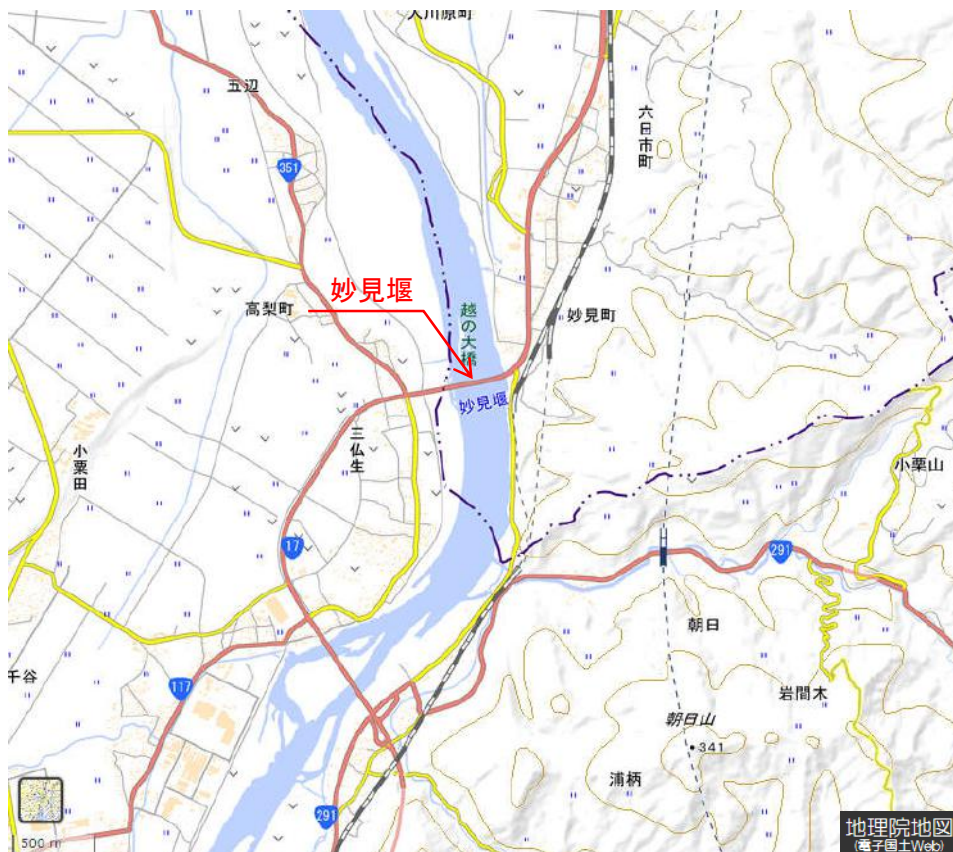 大川原町
五辺
六日市町
351
妙見堰
高梨町
越の大橋
妙見町
妙見堰
三仏生
小粟田
小栗山
17
291
朝日
千谷
117
岩間木
朝日山
341
浦柄
291
500 m
地理院地図
(電子国土Web)